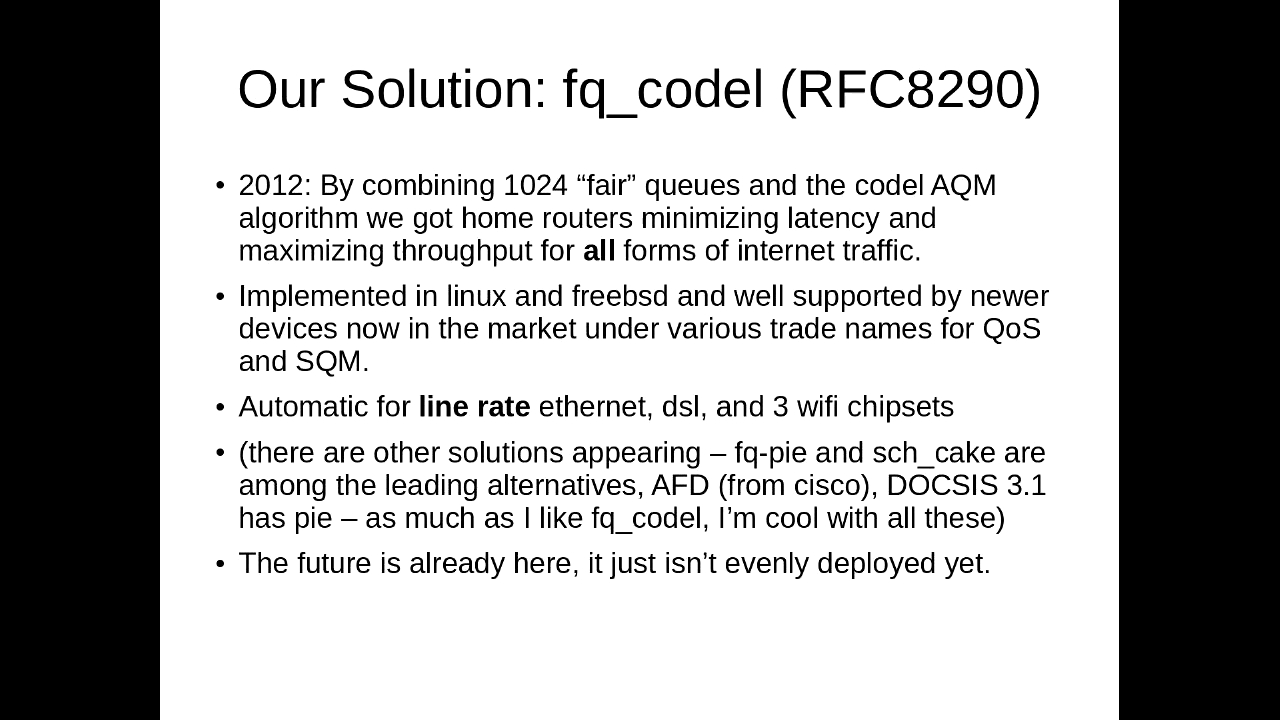 Our Solution: fq_codel (RFC8290)
• 2012: By combining 1024 “fair” queues and the codel AQM
algorithm we got home routers minimizing latency and
maximizing throughput for all forms of internet traffic.
• Implemented in linux and freebsd and well supported by newer
devices now in the market under various trade names for QoS
and SQM.
• Automatic for line rate ethernet, dsl, and 3 wifi chipsets
• (there are other solutions appearing – fq-pie and sch_cake are
among the leading alternatives, AFD (from cisco), DOCSIS 3.1
has pie – as much as I like fq_codel, I’m cool with all these)
• The future is already here, it just isn’t evenly deployed yet.